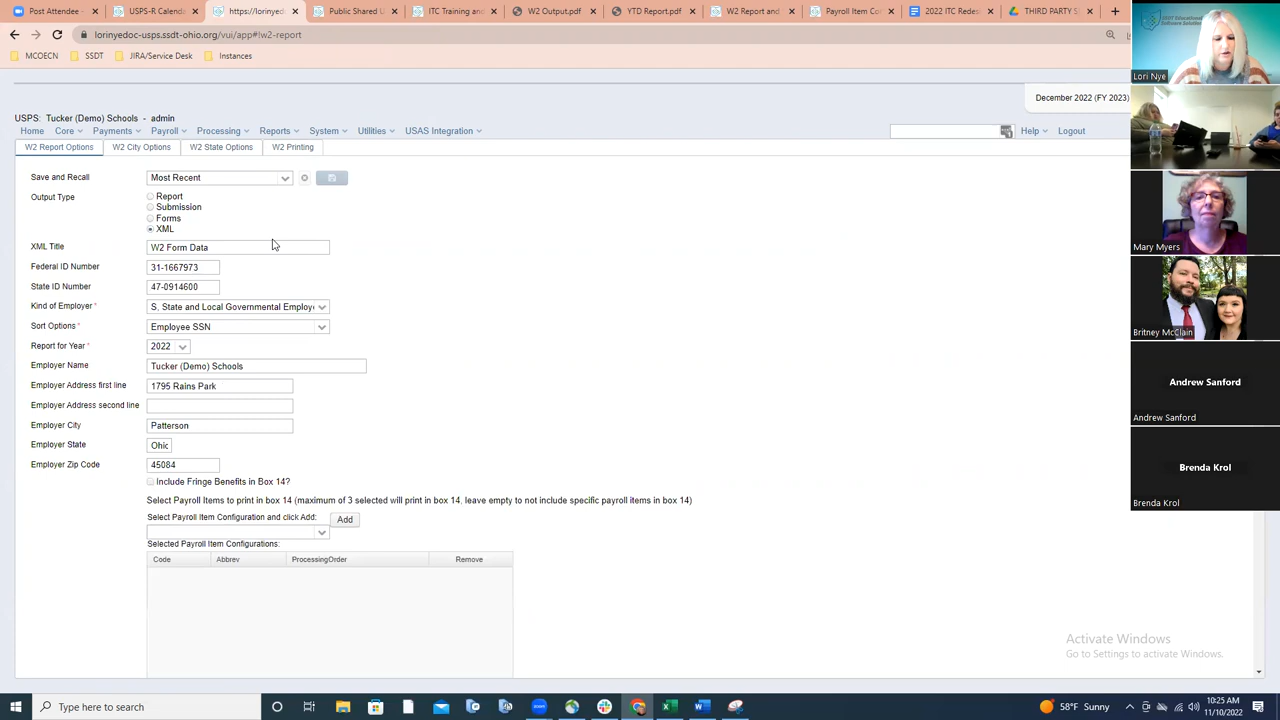 USPS-R Calenda
https://lorinyed
Public Shared U
ITC Training an
W2 Output.pdf
YTD Report.pdf
W2 Report and
Payroll Item Co
2022 ITC Redes
THIRD PARTY S
lorinyedemo.usps.ssdt-ohio.org/vui/app#!w2-report
MCOECN
SSDT
JIRA/Service Desk
Instances
SSDT Educational
Software Solutions
Lori Nye
December 2022 (FY 2023)
USPS: Tucker (Demo) Schools - admin
Home Core Payments Payroll Processing Reports System Utilities USAS Integration
Help Logout
W2 Report Options W2 City Options W2 State Options W2 Printing
Save and Recall Most Recent
Output Type Report
Submission
Forms
XML
XML Title W2 Form Data
Federal ID Number 31-1667973
State ID Number 47-0914600
Kind of Employer * S, State and Local Governmental Employ
Sort Options * Employee SSN
Report for Year * 2022
Employer Name Tucker (Demo) Schools
Employer Address first line 1795 Rains Park
Employer Address second line
Employer City Patterson
Employer State Ohio
Employer Zip Code 45084
Include Fringe Benefits in Box 14?
Select Payroll Items to print in box 14 (maximum of 3 selected will print in box 14, leave empty to not include specific payroll items in box 14)
Select Payroll Item Configuration and click Add: Add
Selected Payroll Item Configurations:
Code Abbrev ProcessingOrder Remove
Mary Myers
Britney McClain
Andrew Sanford
Andrew Sanford
Brenda Krol
Brenda Krol
Activate Windows
Go to Settings to activate Windows.
Type here to search
58°F Sunny
10:25 AM
11/10/2022